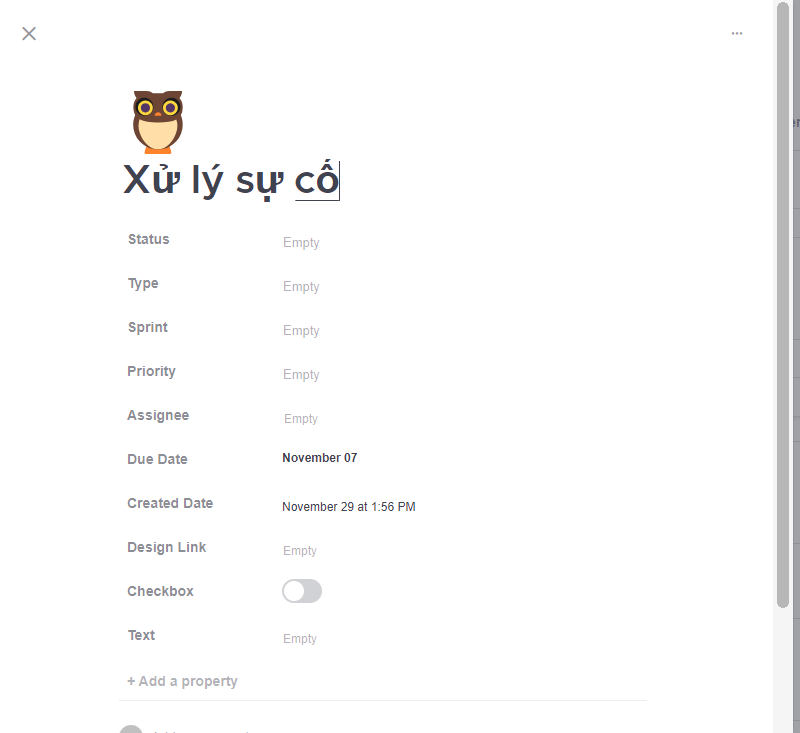 Xử lý sự cố
Status Empty
Type Empty
Sprint Empty
Priority Empty
Assignee Empty
Due Date November 07
Created Date November 29 at 1:56 PM
Design Link Empty
Checkbox
Text Empty
+ Add a property